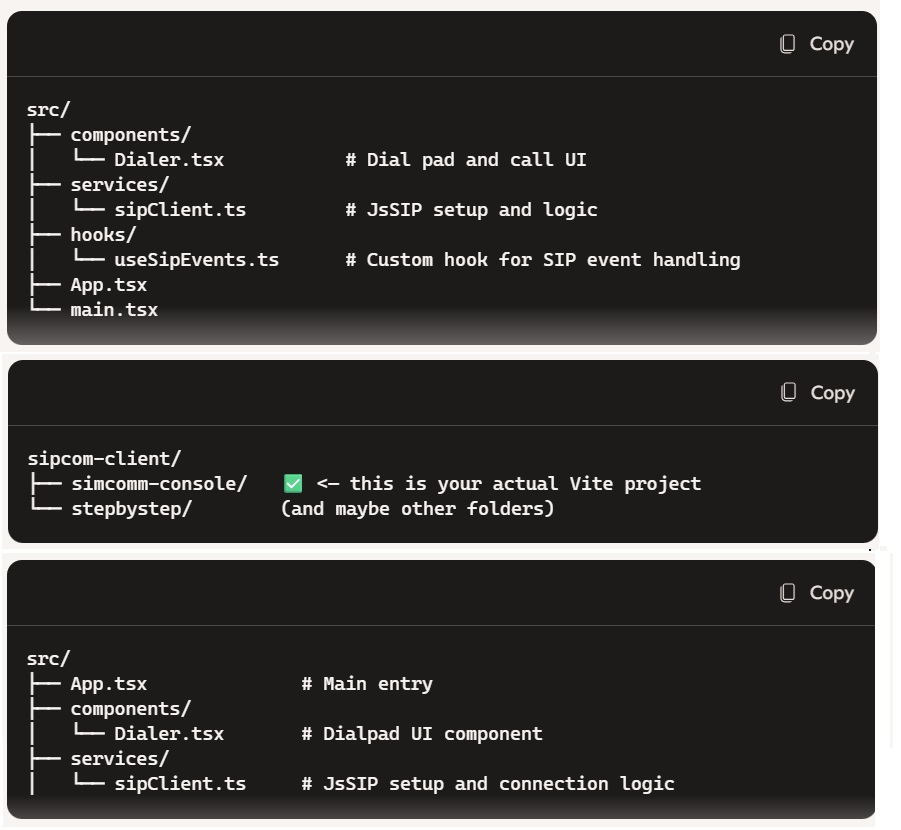 Copy
src/
├── components/
│   └── Dialer.tsx           # Dial pad and call UI
├── services/
│   └── sipClient.ts         # JsSIP setup and logic
├── hooks/
│   └── useSipEvents.ts      # Custom hook for SIP event handling
├── App.tsx
└── main.tsx
Copy
sipcom-client/
├── simcomm-console/   ✅ <- this is your actual Vite project
└── stepbystep/        (and maybe other folders)
Copy
src/
├── App.tsx              # Main entry
├── components/
│   └── Dialer.tsx       # Dialpad UI component
├── services/
│   └── sipClient.ts     # JsSIP setup and connection logic